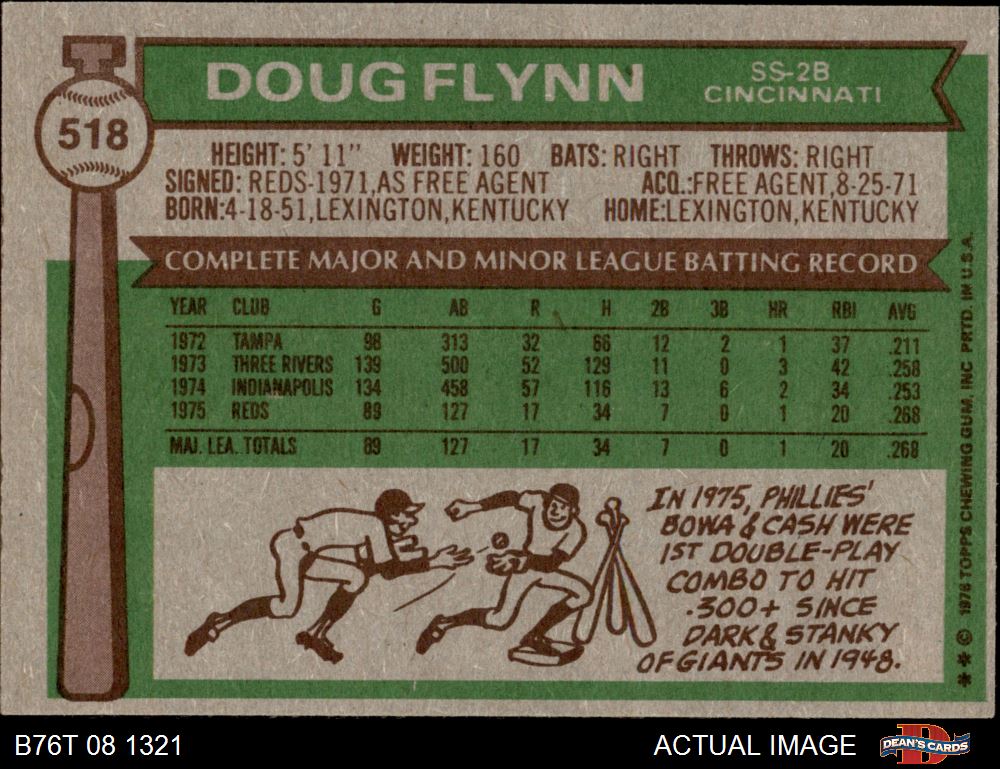 DOUG FLYNN
SS-2B
CINCINNATI
518
HEIGHT: 5' 11" WEIGHT: 160 BATS: RIGHT THROWS: RIGHT
SIGNED: REDS-1971, AS FREE AGENT ACQ.: FREE AGENT, 8-25-71
BORN: 4-18-51, LEXINGTON, KENTUCKY HOME: LEXINGTON, KENTUCKY
COMPLETE MAJOR AND MINOR LEAGUE BATTING RECORD
YEAR CLUB G AB R H 2B 3B HR RBI AVG
1972 TAMPA 98 313 32 66 12 2 1 37 .211
1973 THREE RIVERS 139 500 52 129 11 0 3 42 .258
1974 INDIANAPOLIS 134 458 57 116 13 6 2 34 .253
1975 REDS 89 127 17 34 7 0 1 20 .268
MAJ. LEA. TOTALS 89 127 17 34 7 0 1 20 .268
IN 1975, PHILLIES'
BOWA & CASH WERE
1ST DOUBLE-PLAY
COMBO TO HIT
.300+ SINCE
DARK & STANKY
OF GIANTS IN 1948.
** © 1976 TOPPS CHEWING GUM, INC. PRTD. IN U.S.A.
B76T 08 1321
ACTUAL IMAGE
DEAN'S CARDS